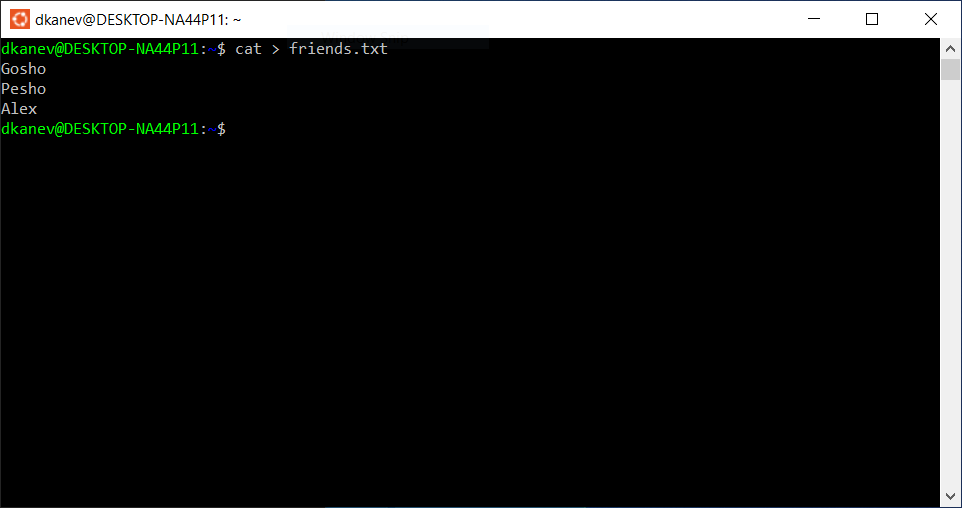 dkanev@DESKTOP-NA44P11: ~
dkanev@DESKTOP-NA44P11:~$ cat > friends.txt
Gosho
Pesho
Alex
dkanev@DESKTOP-NA44P11:~$